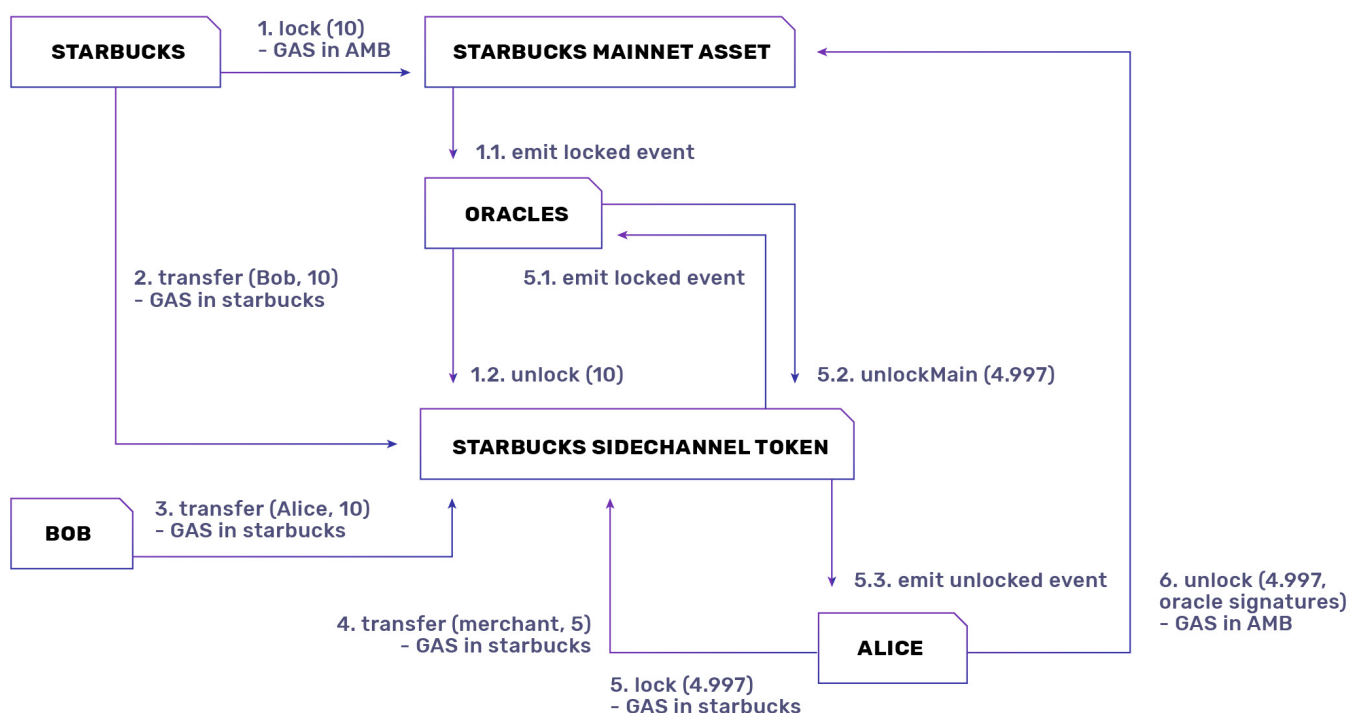 STARBUCKS
1. lock (10)
- GAS in AMB
STARBUCKS MAINNET ASSET
1.1. emit locked event
ORACLES
2. transfer (Bob, 10)
- GAS in starbucks
5.1. emit locked event
1.2. unlock (10)
5.2. unlockMain (4.997)
STARBUCKS SIDECHANNEL TOKEN
BOB
3. transfer (Alice, 10)
- GAS in starbucks
5.3. emit unlocked event
6. unlock (4.997,
oracle signatures)
- GAS in AMB
4. transfer (merchant, 5)
- GAS in starbucks
ALICE
5. lock (4.997)
- GAS in starbucks